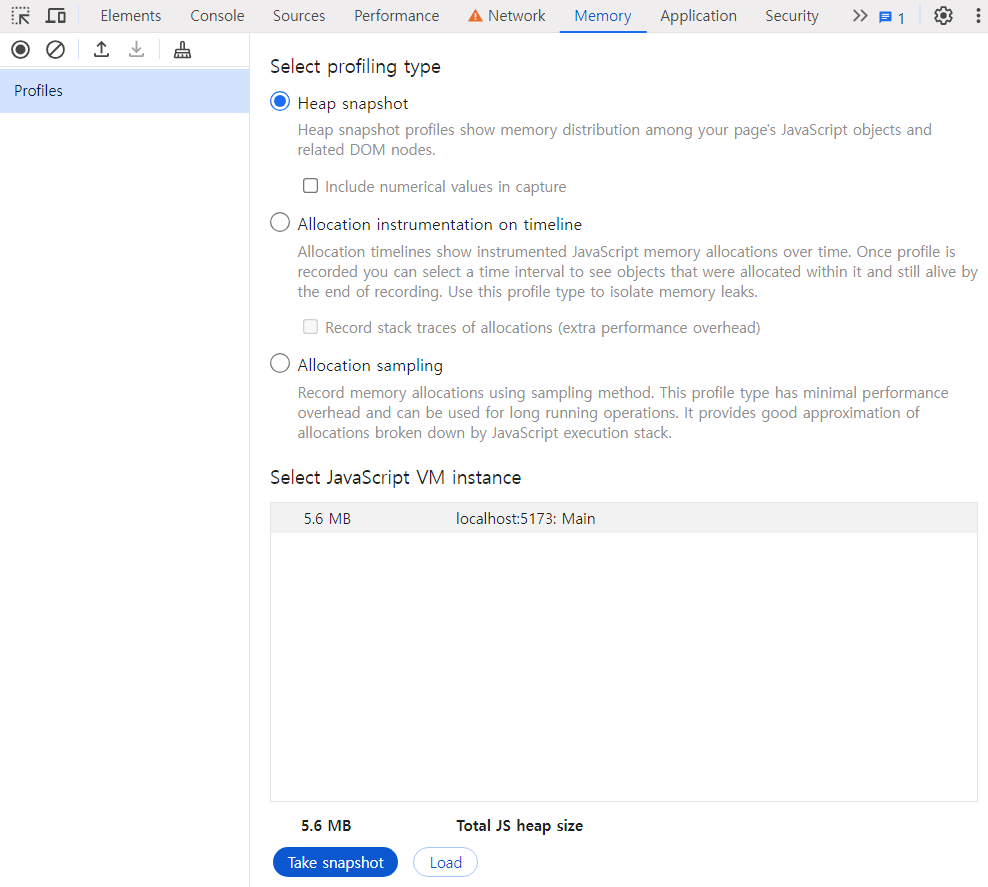 Elements Console Sources Performance Network Memory Application Security 1
Profiles
Select profiling type
Heap snapshot
Heap snapshot profiles show memory distribution among your page's JavaScript objects and
related DOM nodes.
Include numerical values in capture
Allocation instrumentation on timeline
Allocation timelines show instrumented JavaScript memory allocations over time. Once profile is
recorded you can select a time interval to see objects that were allocated within it and still alive by
the end of recording. Use this profile type to isolate memory leaks.
Record stack traces of allocations (extra performance overhead)
Allocation sampling
Record memory allocations using sampling method. This profile type has minimal performance
overhead and can be used for long running operations. It provides good approximation of
allocations broken down by JavaScript execution stack.
Select JavaScript VM instance
5.6 MB localhost:5173: Main
5.6 MB Total JS heap size
Take snapshot Load